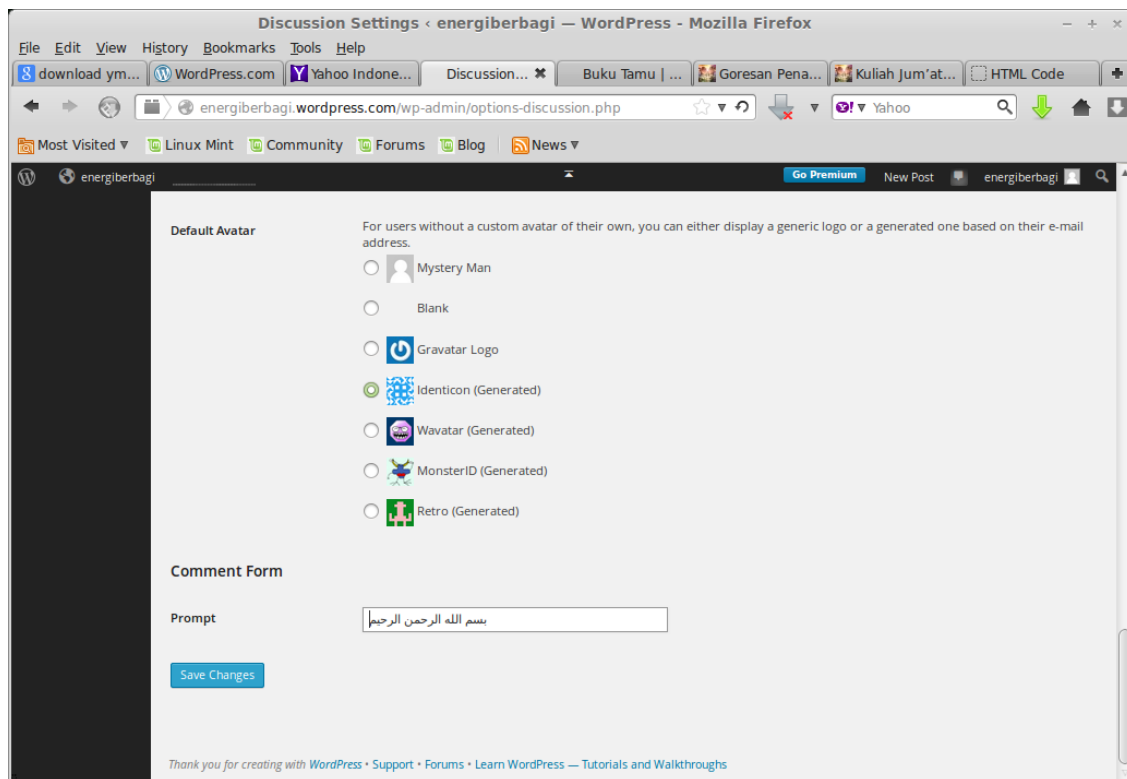 Discussion Settings ‹ energiberbagi — WordPress - Mozilla Firefox
File Edit View History Bookmarks Tools Help
download ym... WordPress.com Yahoo Indone... Discussion... Buku Tamu | ... Goresan Pena... Kuliah Jum'at... HTML Code
energiberbagi.wordpress.com/wp-admin/options-discussion.php Yahoo
Most Visited Linux Mint Community Forums Blog News
energiberbagi Go Premium New Post energiberbagi
Default Avatar
For users without a custom avatar of their own, you can either display a generic logo or a generated one based on their e-mail
address.
Mystery Man
Blank
Gravatar Logo
Identicon (Generated)
Wavatar (Generated)
MonsterID (Generated)
Retro (Generated)
Comment Form
Prompt بسم الله الرحمن الرحيم
Save Changes
Thank you for creating with WordPress • Support • Forums • Learn WordPress — Tutorials and Walkthroughs